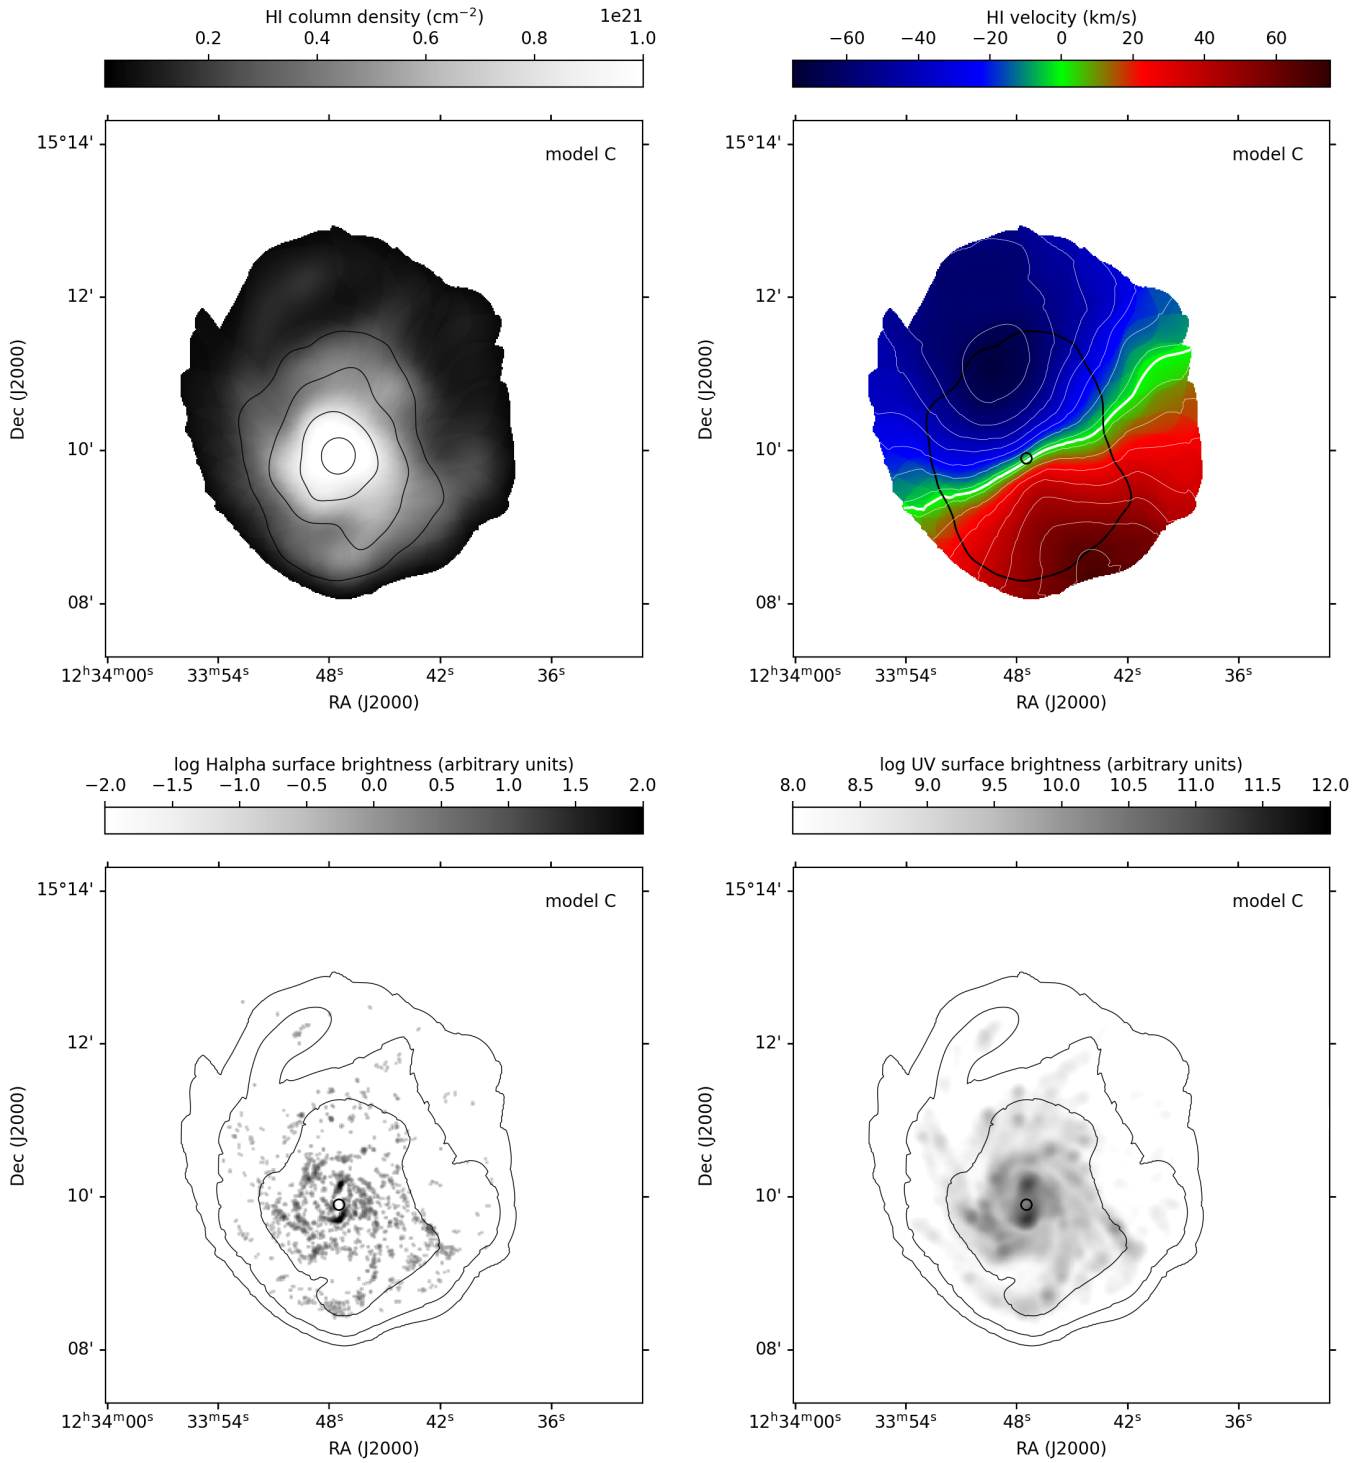 HI column density (cm⁻²) 1e21
0.2 0.4 0.6 0.8 1.0
15°14'
model C
12'
10'
08'
Dec (J2000)
12ʰ34ᵐ00ˢ 33ᵐ54ˢ 48ˢ 42ˢ 36ˢ
RA (J2000)
HI velocity (km/s)
−60 −40 −20 0 20 40 60
15°14'
model C
12'
10'
08'
Dec (J2000)
12ʰ34ᵐ00ˢ 33ᵐ54ˢ 48ˢ 42ˢ 36ˢ
RA (J2000)
log Halpha surface brightness (arbitrary units)
−2.0 −1.5 −1.0 −0.5 0.0 0.5 1.0 1.5 2.0
15°14'
model C
12'
10'
08'
Dec (J2000)
12ʰ34ᵐ00ˢ 33ᵐ54ˢ 48ˢ 42ˢ 36ˢ
RA (J2000)
log UV surface brightness (arbitrary units)
8.0 8.5 9.0 9.5 10.0 10.5 11.0 11.5 12.0
15°14'
model C
12'
10'
08'
Dec (J2000)
12ʰ34ᵐ00ˢ 33ᵐ54ˢ 48ˢ 42ˢ 36ˢ
RA (J2000)